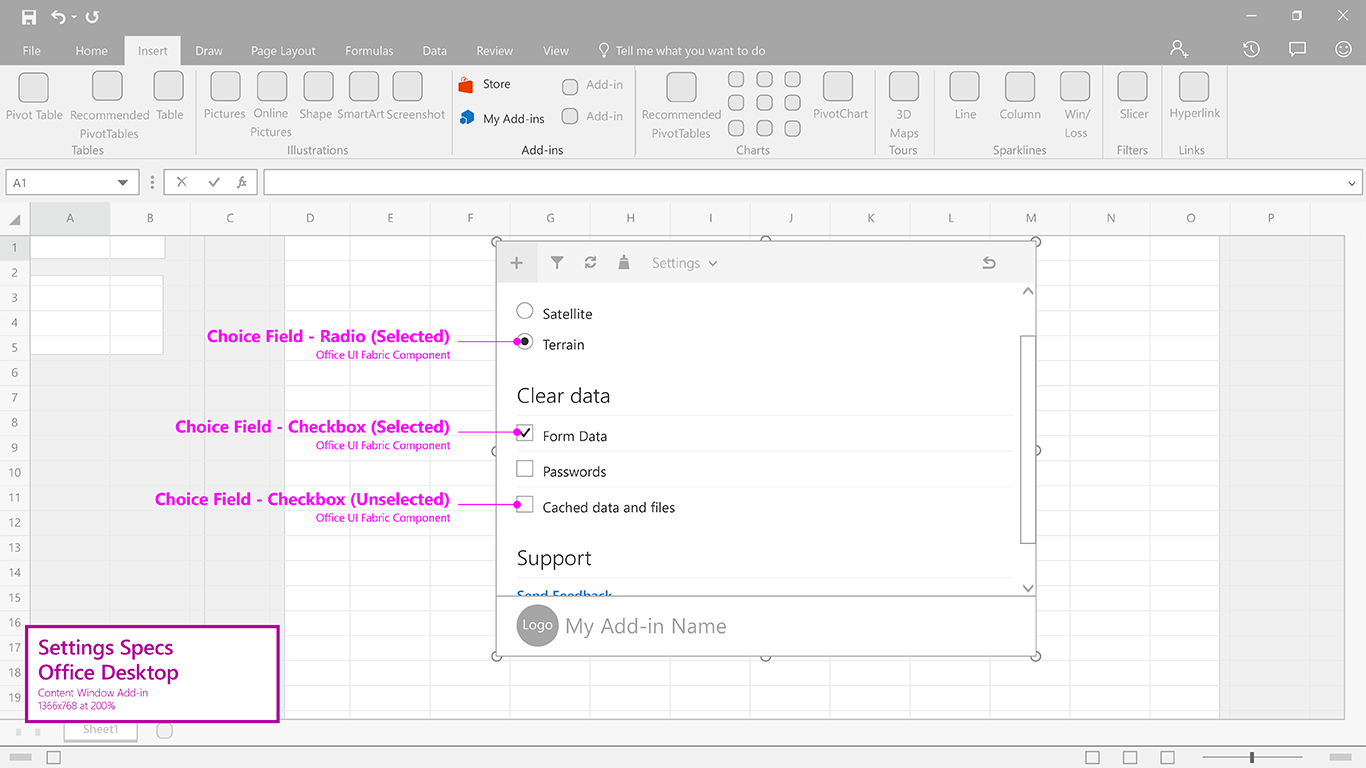 File Home Insert Draw Page Layout Formulas Data Review View Tell me what you want to do
Pivot Table
Recommended
PivotTables
Table
Tables
Pictures
Online
Pictures
Shape
SmartArt
Screenshot
Illustrations
Store
My Add-ins
Add-in
Add-in
Add-ins
Recommended
PivotTables
PivotChart
Charts
3D
Maps
Tours
Line
Column
Win/
Loss
Sparklines
Slicer
Filters
Hyperlink
Links
A1
fx
A B C D E F G H I J K L M N O P
1
2
3
4
5
6
7
8
9
10
11
12
13
14
15
16
17
18
19
Settings
Satellite
Terrain
Clear data
Form Data
Passwords
Cached data and files
Support
Send Feedback
Logo
My Add-in Name
Choice Field - Radio (Selected)
Office UI Fabric Component
Choice Field - Checkbox (Selected)
Office UI Fabric Component
Choice Field - Checkbox (Unselected)
Office UI Fabric Component
Settings Specs
Office Desktop
Content Window Add-in
1366x768 at 200%
Sheet1